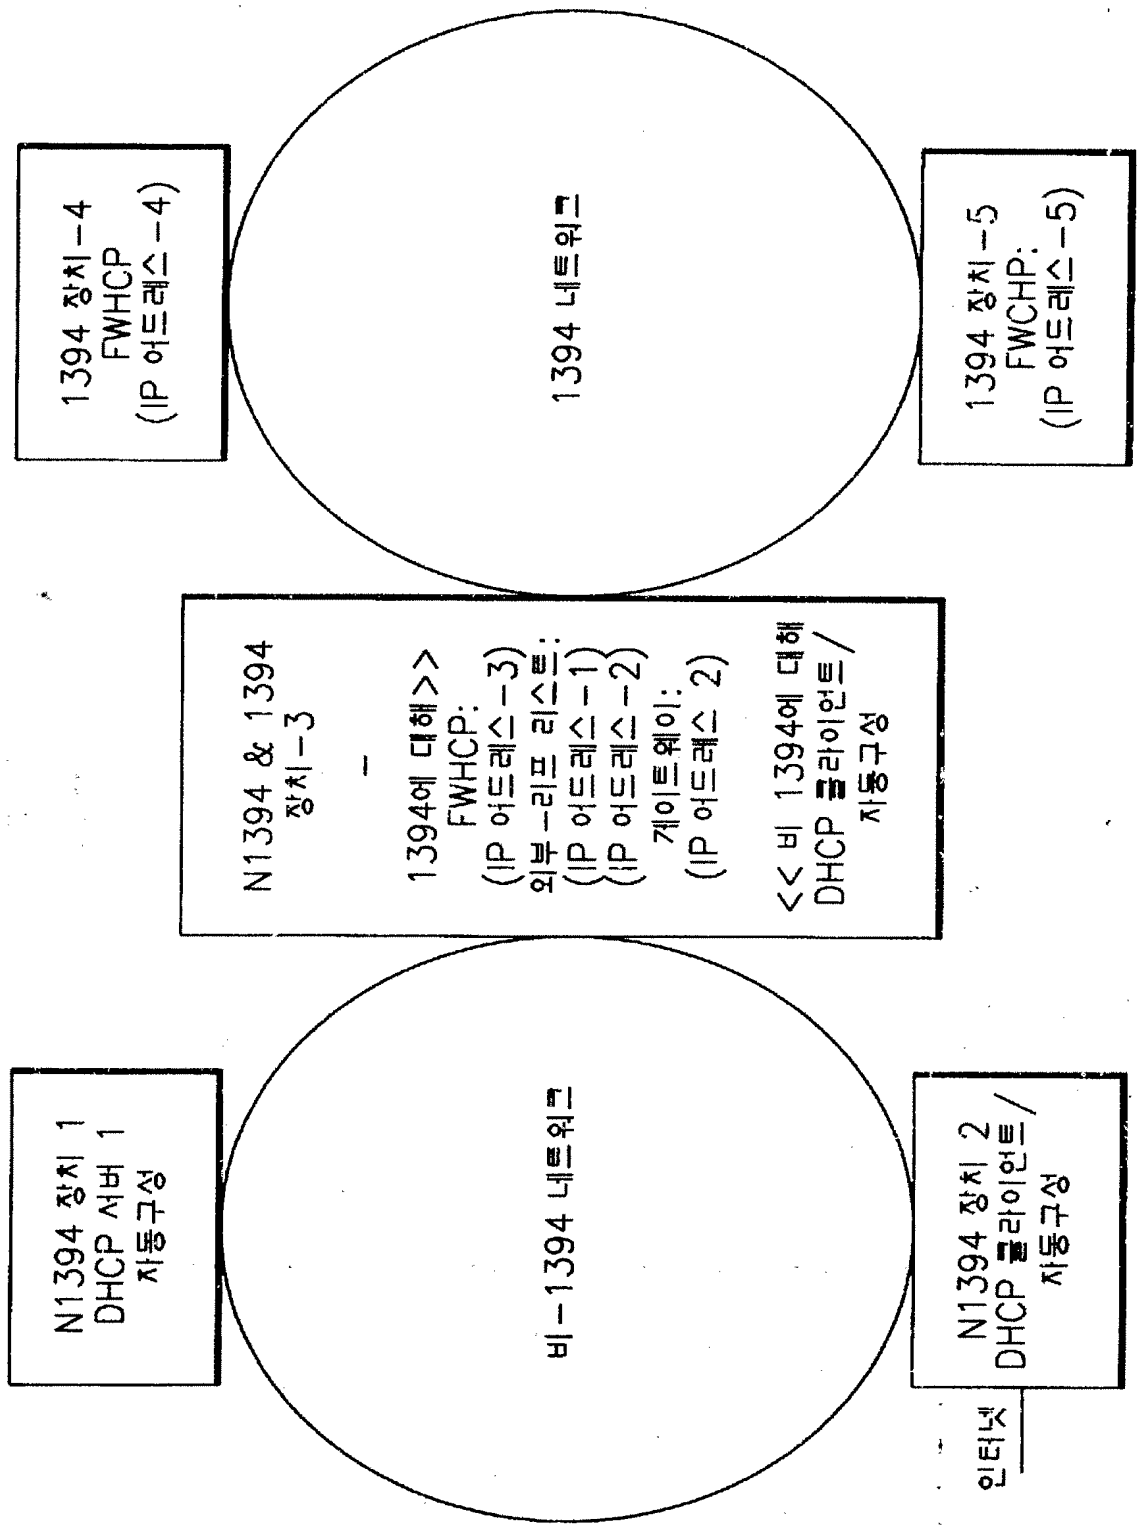 N1394 장치 1
DHCP 서버 1
자동구성
비-1394 네트워크
인터넷
N1394 장치 2
DHCP 클라이언트/
자동구성
N1394 & 1394
장치-3
-
1394에 대해>>
FWHCP:
(IP 어드레스-3)
외부-리프 리스트:
(IP 어드레스-1)
(IP 어드레스-2)
게이트웨이:
(IP 어드레스 2)
<< 비 1394에 대해
DHCP 클라이언트/
자동구성
1394 장치-4
FWHCP
(IP 어드레스-4)
1394 네트워크
1394 장치-5
FWCHP:
(IP 어드레스-5)